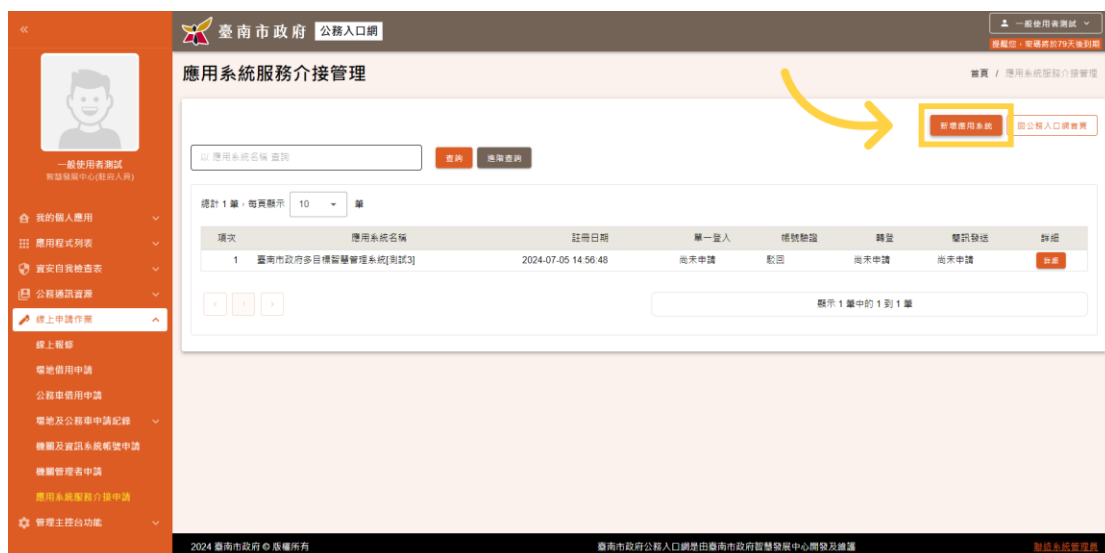 «
臺南市政府 公務入口網
一般使用者測試
提醒您，密碼將於79天後到期
一般使用者測試
智慧發展中心(駐府人員)
我的個人應用
應用程式列表
資安自我檢查表
公務通訊資源
線上申請作業
線上報修
場地借用申請
公務車借用申請
場地及公務車申請紀錄
機關及資訊系統帳號申請
機關管理者申請
應用系統服務介接申請
管理主控台功能
應用系統服務介接管理
首頁 / 應用系統服務介接管理
新增應用系統 回公務入口網首頁
以 應用系統名稱 查詢 查詢 進階查詢
總計 1 筆，每頁顯示 10 筆
項次 應用系統名稱 註冊日期 單一登入 帳號驗證 轉登 簡訊發送 詳細
1 臺南市政府多目標智慧管理系統[測試3] 2024-07-05 14:56:48 尚未申請 駁回 尚未申請 尚未申請 詳細
‹ 1 ›
顯示 1 筆中的 1 到 1 筆
2024 臺南市政府 © 版權所有 臺南市政府公務入口網是由臺南市政府智慧發展中心開發及維護 聯絡系統管理員